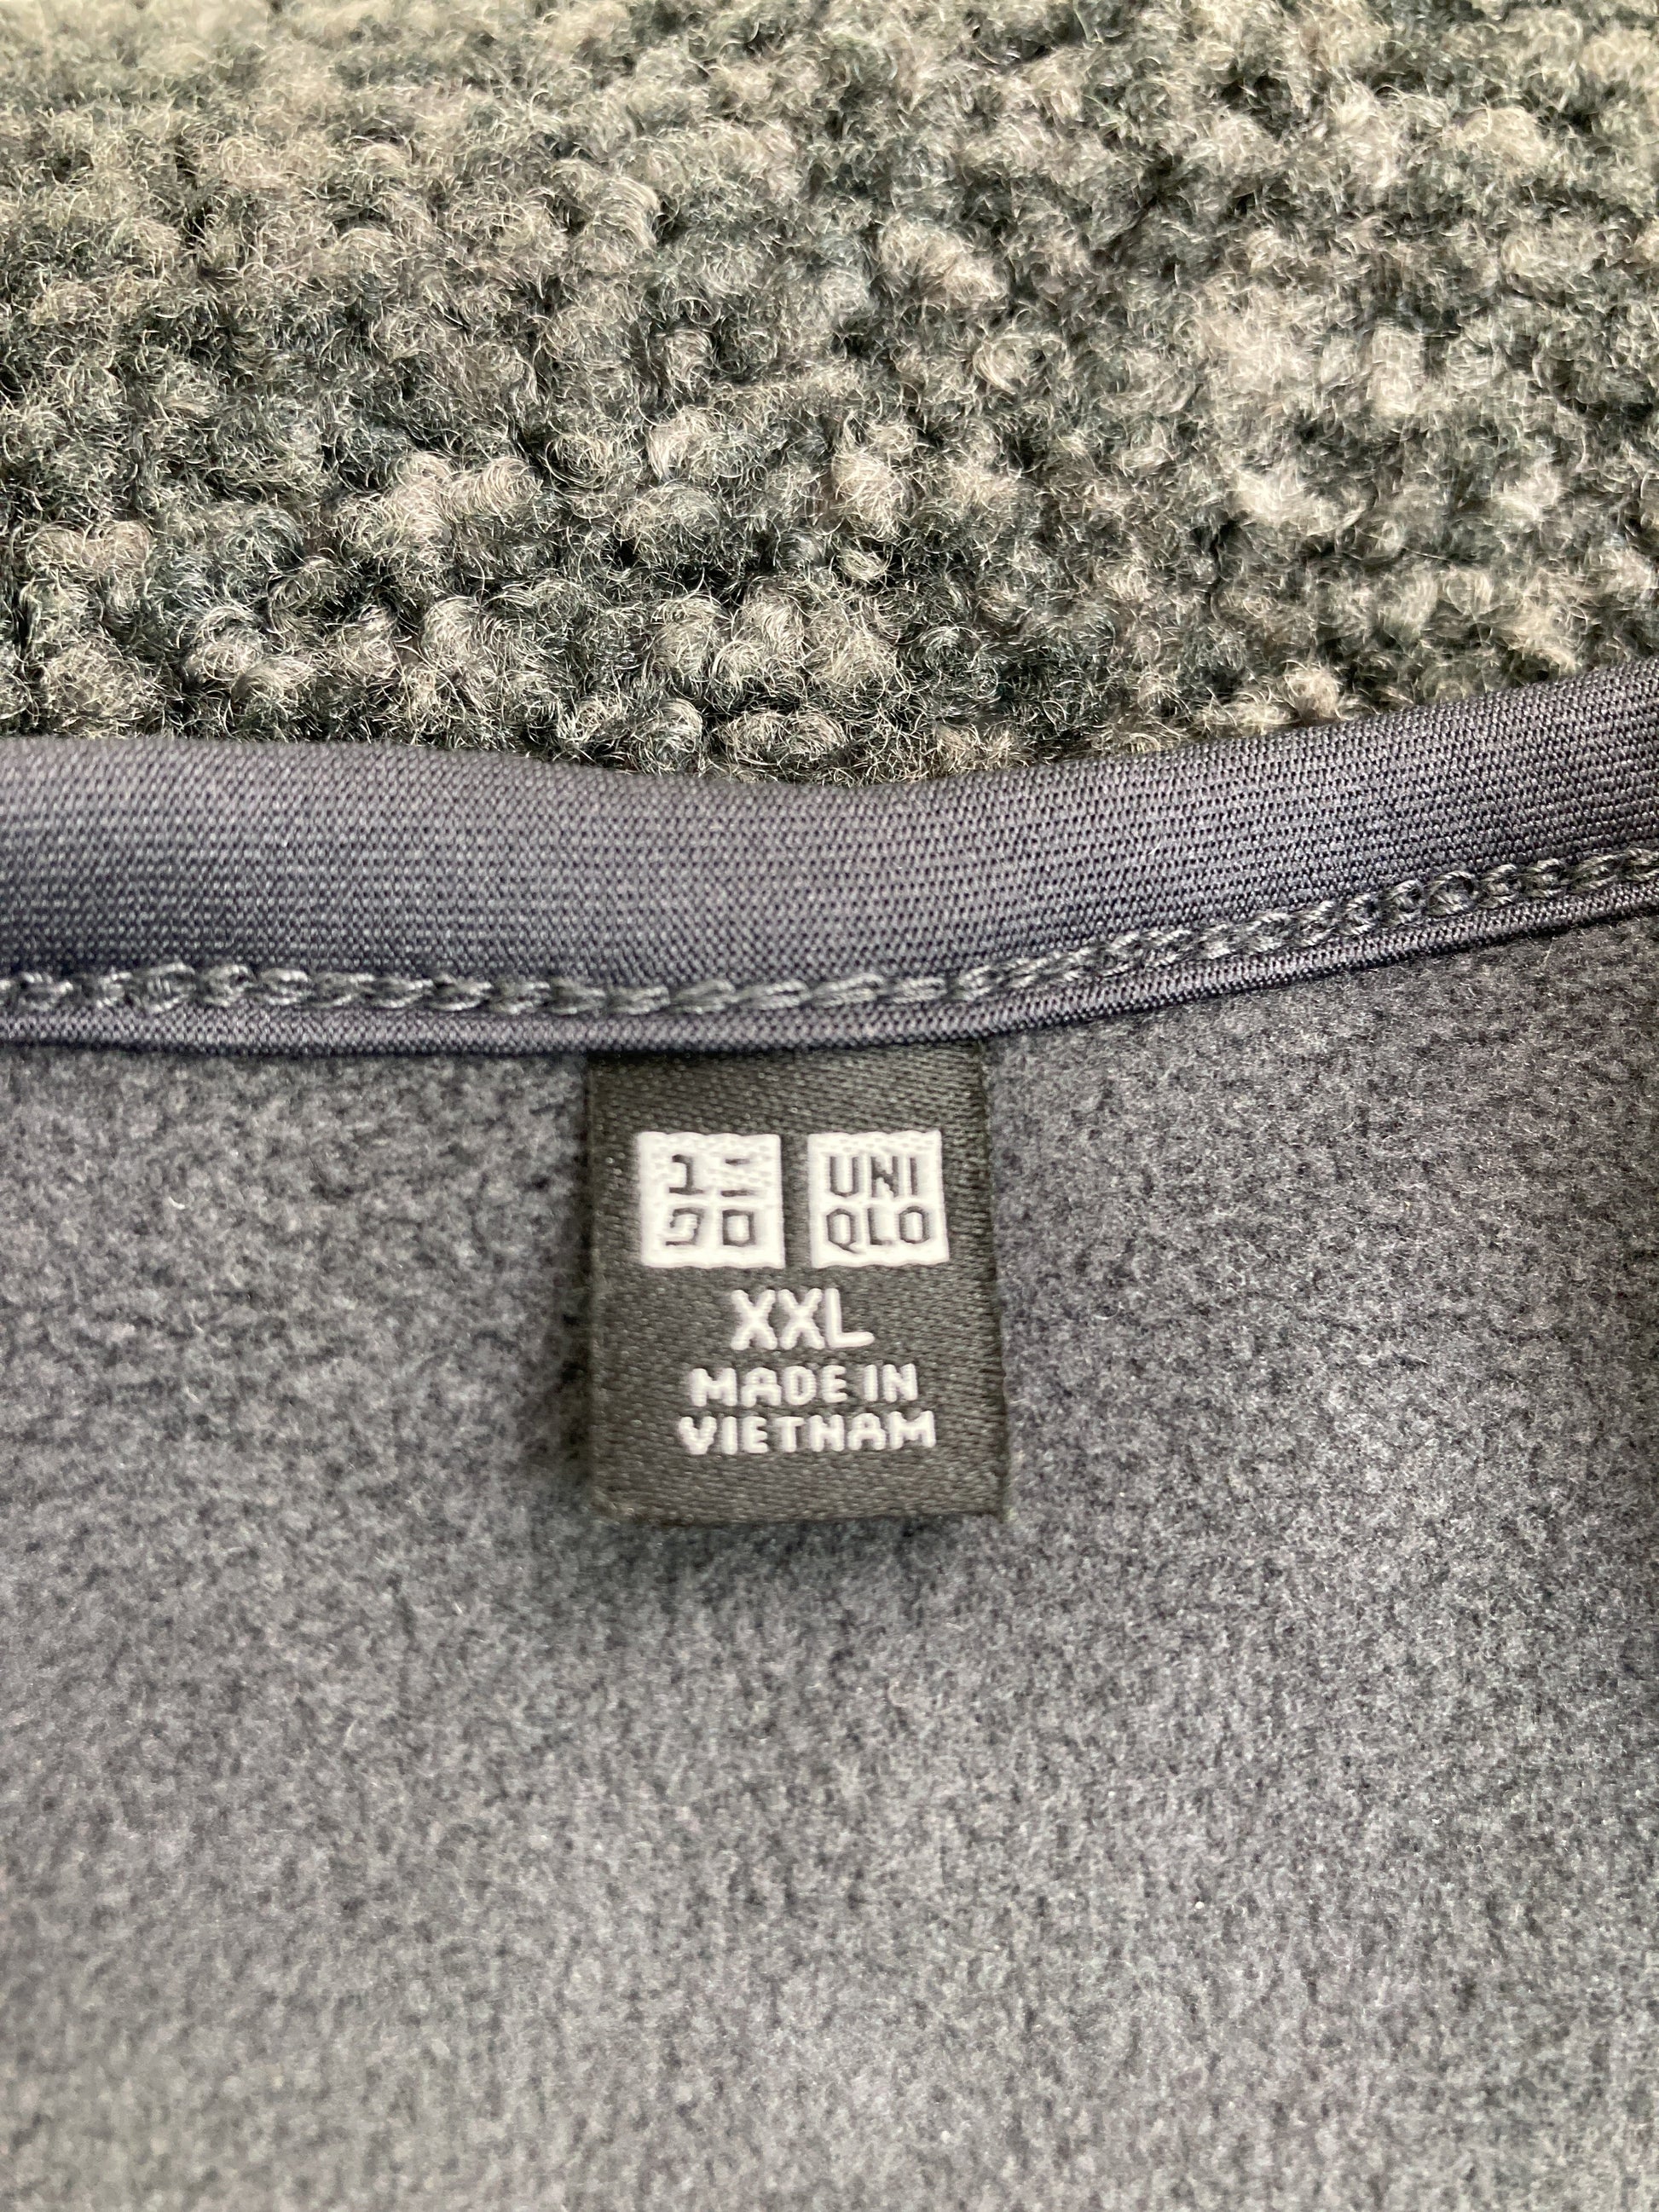 ユニ UNI
クロ QLO
XXL
MADE IN
VIETNAM